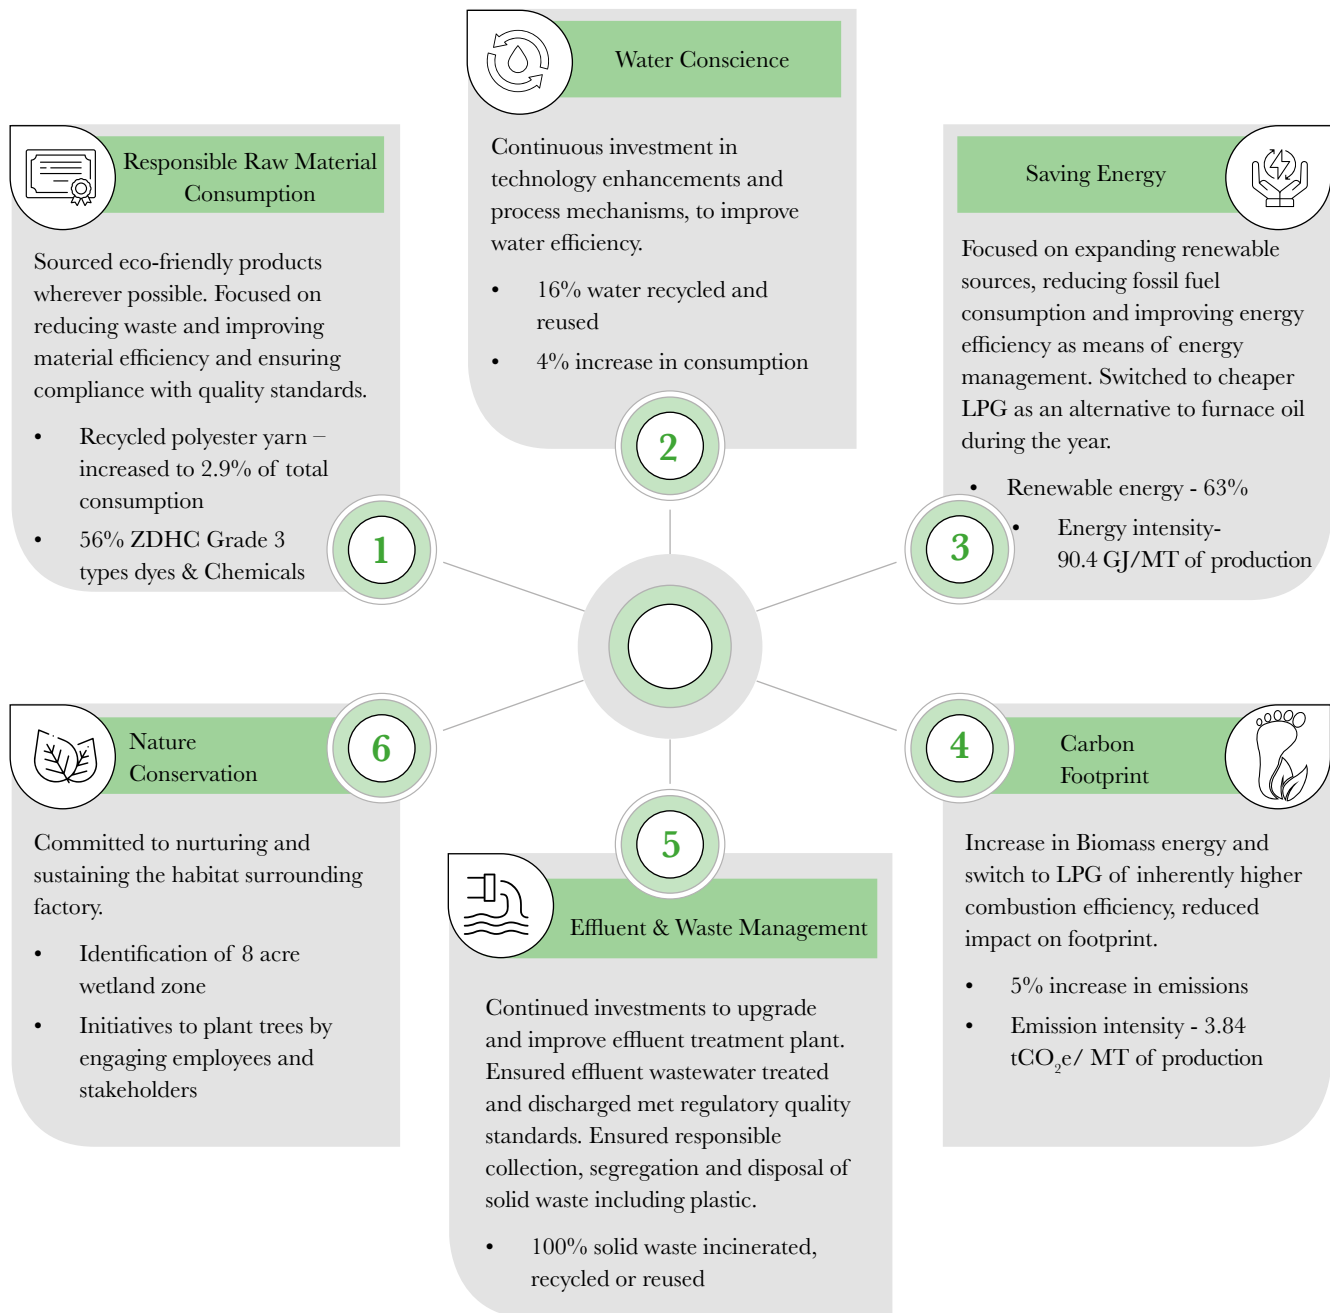 Responsible Raw Material
Consumption
Sourced eco-friendly products
wherever possible. Focused on
reducing waste and improving
material efficiency and ensuring
compliance with quality standards.
• Recycled polyester yarn –
increased to 2.9% of total
consumption
• 56% ZDHC Grade 3
types dyes & Chemicals
1
Water Conscience
Continuous investment in
technology enhancements and
process mechanisms, to improve
water efficiency.
• 16% water recycled and
reused
• 4% increase in consumption
2
Saving Energy
Focused on expanding renewable
sources, reducing fossil fuel
consumption and improving energy
efficiency as means of energy
management. Switched to cheaper
LPG as an alternative to furnace oil
during the year.
• Renewable energy - 63%
• Energy intensity-
90.4 GJ/MT of production
3
4
Carbon
Footprint
Increase in Biomass energy and
switch to LPG of inherently higher
combustion efficiency, reduced
impact on footprint.
• 5% increase in emissions
• Emission intensity - 3.84
tCO₂e/ MT of production
5
Effluent & Waste Management
Continued investments to upgrade
and improve effluent treatment plant.
Ensured effluent wastewater treated
and discharged met regulatory quality
standards. Ensured responsible
collection, segregation and disposal of
solid waste including plastic.
• 100% solid waste incinerated,
recycled or reused
6
Nature
Conservation
Committed to nurturing and
sustaining the habitat surrounding
factory.
• Identification of 8 acre
wetland zone
• Initiatives to plant trees by
engaging employees and
stakeholders